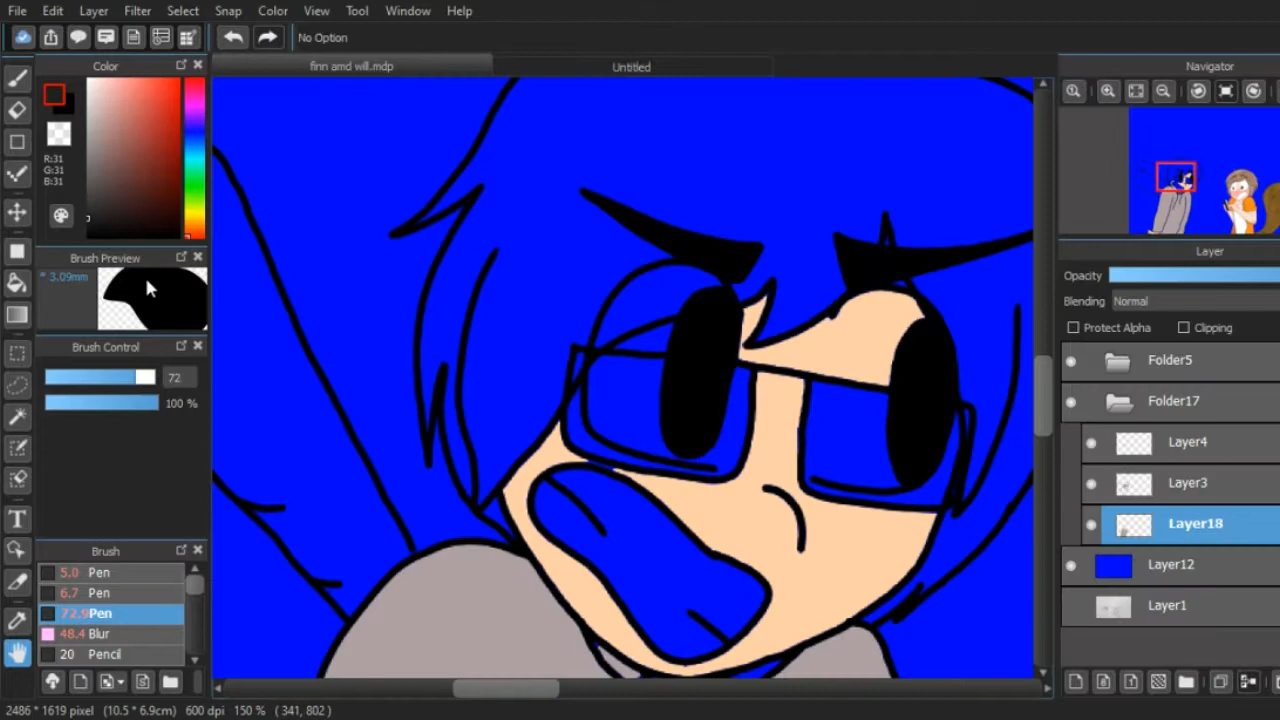 File Edit Layer Filter Select Snap Color View Tool Window Help
No Option
Color
finn amd will.mdp
Untitled
Navigator
R:31
G:31
B:31
Brush Preview
* 3.09mm
Layer
Opacity
Blending Normal
Protect Alpha Clipping
Brush Control
72
100 %
Folder5
Folder17
Layer4
Layer3
Layer18
Layer12
Layer1
Brush
5.0 Pen
6.7 Pen
72.9 Pen
48.4 Blur
20 Pencil
2486 * 1619 pixel (10.5 * 6.9cm) 600 dpi 150 % ( 341, 802 )